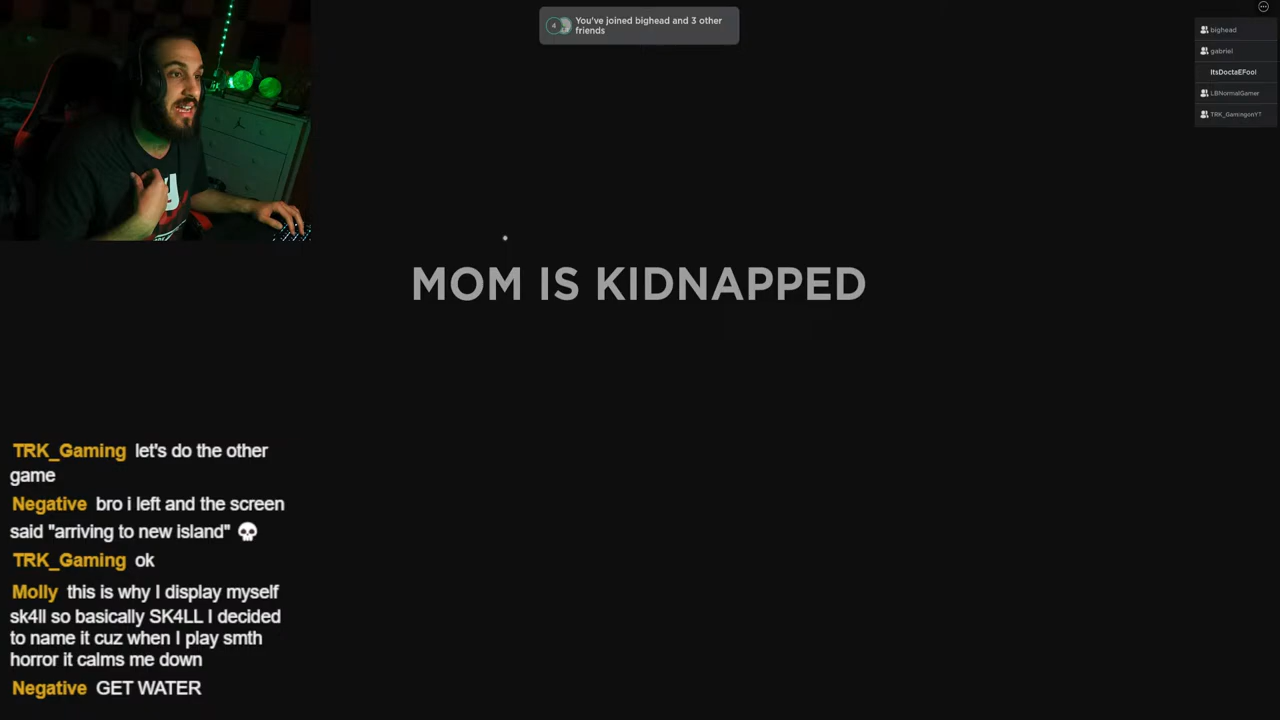 You've joined bighead and 3 other
friends
4
bighead
gabriel
ItsDoctaEFool
LBNormalGamer
TRK_GamingonYT
MOM IS KIDNAPPED
TRK_Gaming let's do the other
game
Negative bro i left and the screen
said "arriving to new island" 💀
TRK_Gaming ok
Molly this is why I display myself
sk4ll so basically SK4LL I decided
to name it cuz when I play smth
horror it calms me down
Negative GET WATER